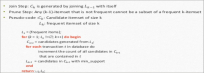 • Join Step: Ck is generated by joining Lk-1 with itself
• Prune Step: Any (k-1)-itemset that is not frequent cannot be a subset of a frequent k-itemset
• Pseudo-code: Ck: Candidate itemset of size k
Lk: frequent itemset of size k
L1 = {frequent items};
for (k = 1; Lk != ∅; k++) do begin
Ck+1 = candidates generated from Lk;
for each transaction t in database do
increment the count of all candidates in Ck+1
that are contained in t
Lk+1 = candidates in Ck+1 with min_support
end
return ∪k Lk;